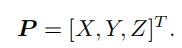 P = [X, Y, Z]^T.